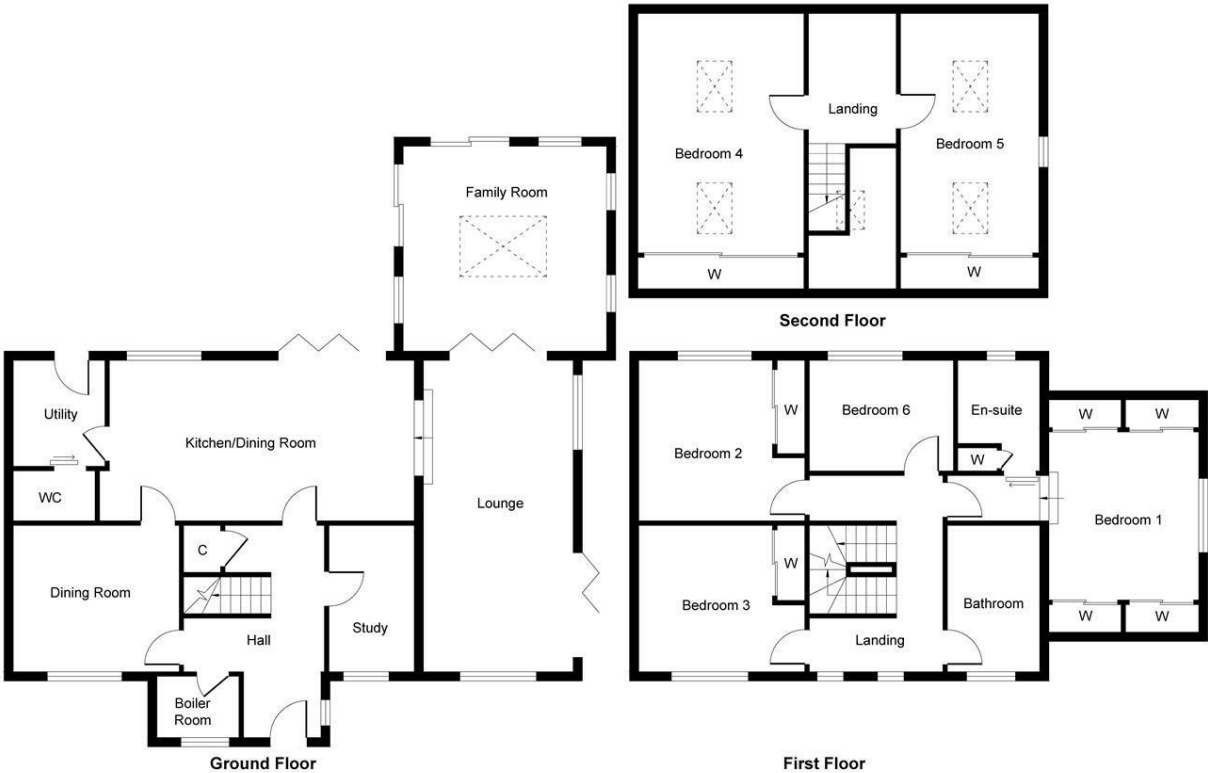 Bedroom 4
Landing
Bedroom 5
W
W
Second Floor
Family Room
Utility
Kitchen/Dining Room
WC
Lounge
C
Dining Room
Hall
Study
Boiler
Room
Ground Floor
W
Bedroom 6
En-suite
W
W
Bedroom 2
W
Bedroom 1
W
Bedroom 3
Bathroom
Landing
W
W
First Floor